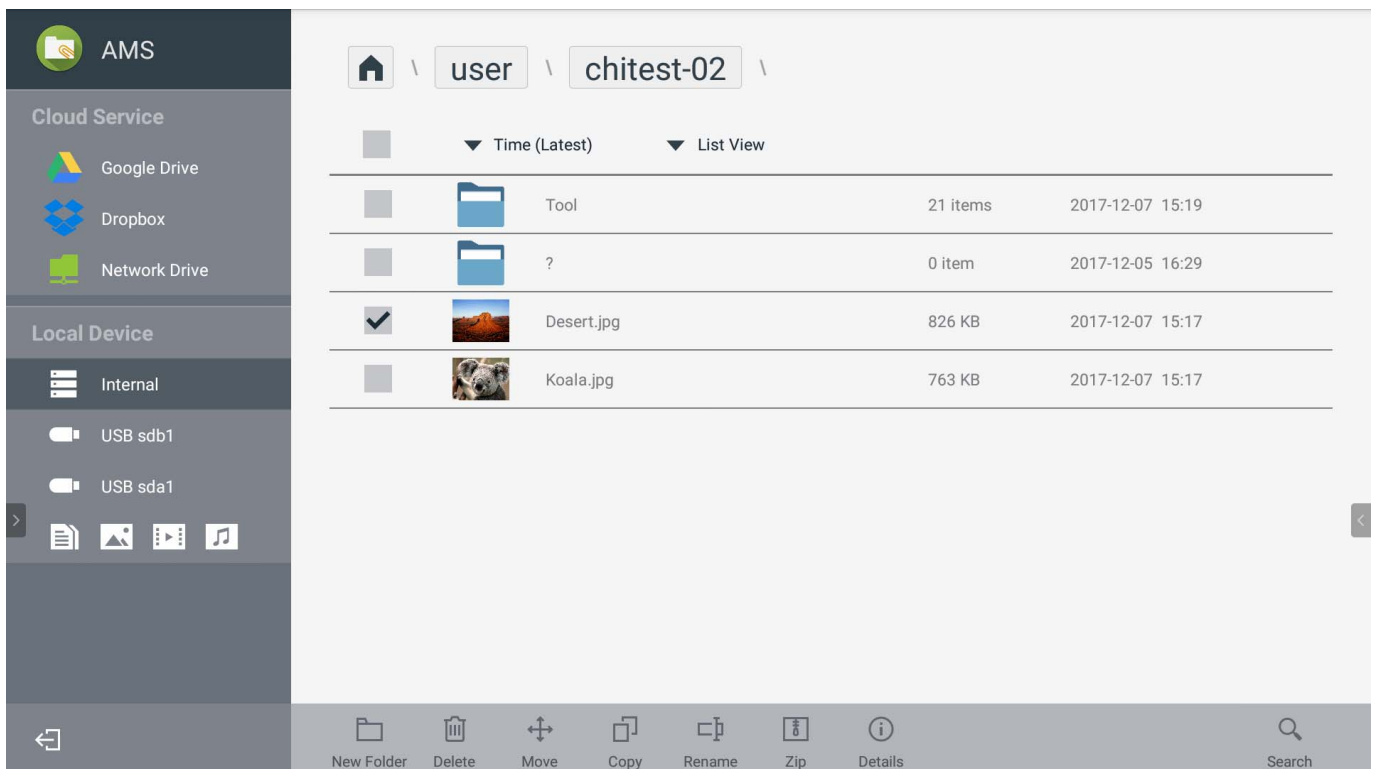 AMS
Cloud Service
Google Drive
Dropbox
Network Drive
Local Device
Internal
USB sdb1
USB sda1
\ user \ chitest-02 \
Time (Latest) List View
Tool 21 items 2017-12-07 15:19
? 0 item 2017-12-05 16:29
Desert.jpg 826 KB 2017-12-07 15:17
Koala.jpg 763 KB 2017-12-07 15:17
New Folder Delete Move Copy Rename Zip Details Search